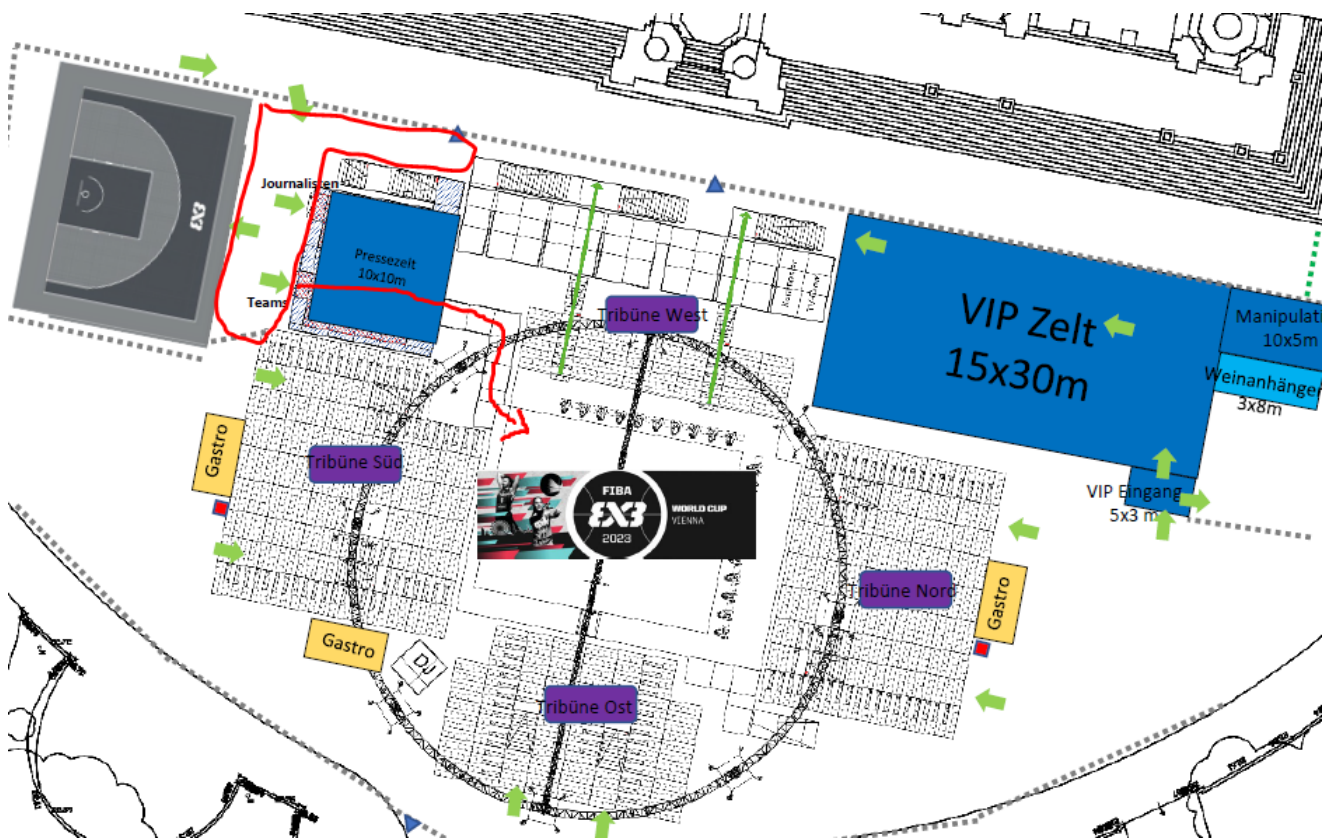 3X3
Journalisten
Pressezelt
10x10m
Teams
Tribüne West
VIP Zelt
15x30m
Manipulati
10x5m
Weinanhänger
3x8m
Gastro
Tribüne Süd
VIP Eingang
5x3 m
FIBA
3X3
2023
WORLD CUP
VIENNA
Tribüne Nord
Gastro
Gastro
DJ
Tribüne Ost